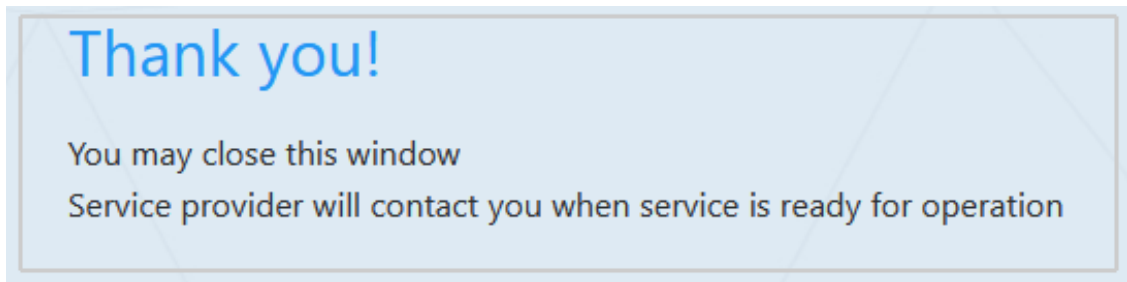 Thank you!
You may close this window
Service provider will contact you when service is ready for operation